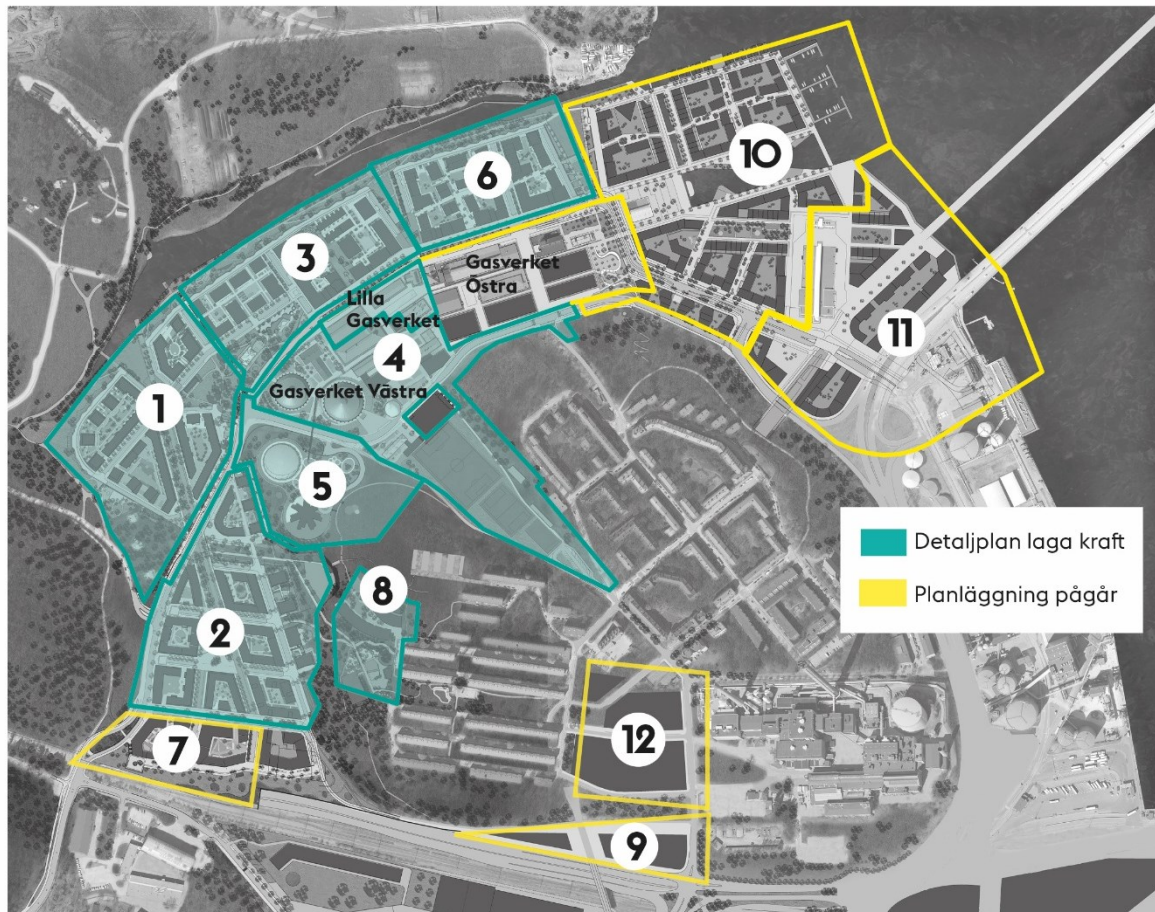 10
6
3
Gasverket
Östra
Lilla
Gasverket
11
4
1
Gasverket Västra
5
Detaljplan laga kraft
8
Planläggning pågår
2
7
12
9